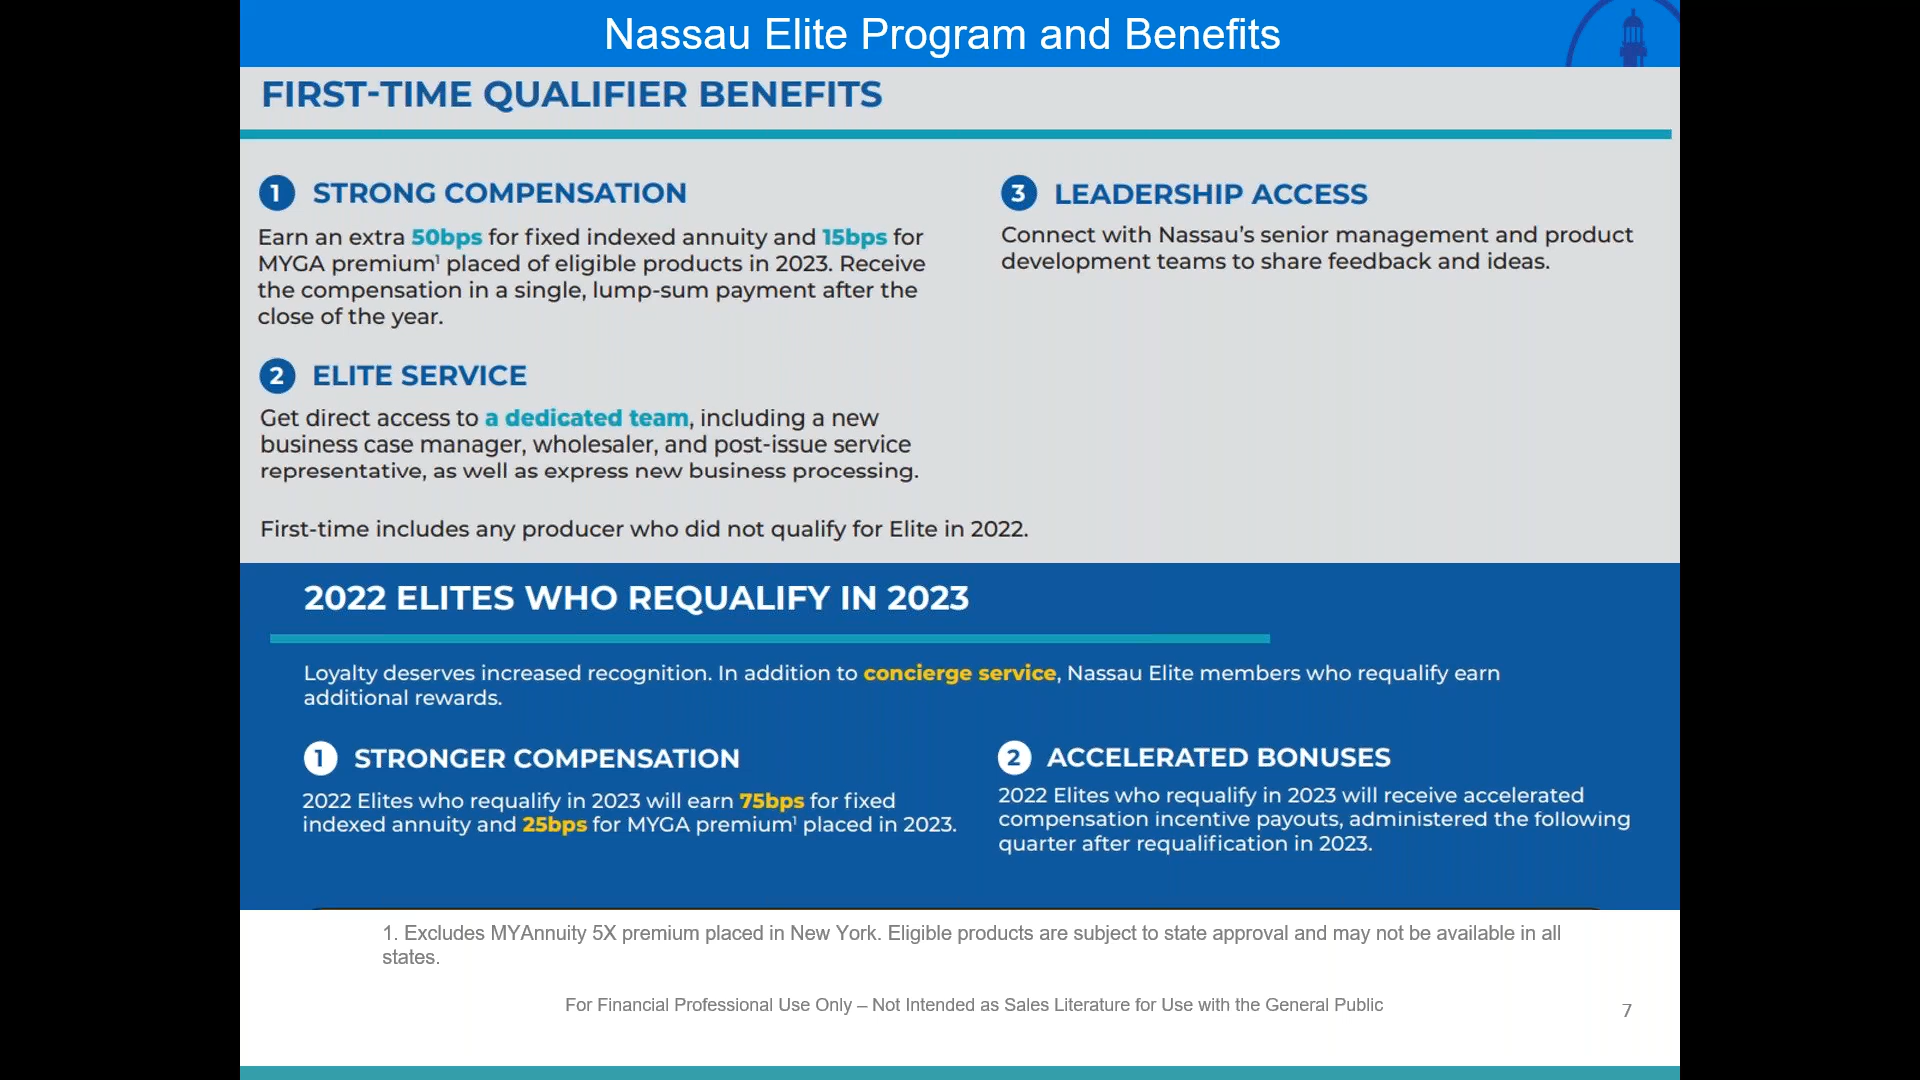 Nassau Elite Program and Benefits
FIRST-TIME QUALIFIER BENEFITS
1 STRONG COMPENSATION
Earn an extra 50bps for fixed indexed annuity and 15bps for
MYGA premium¹ placed of eligible products in 2023. Receive
the compensation in a single, lump-sum payment after the
close of the year.
2 ELITE SERVICE
Get direct access to a dedicated team, including a new
business case manager, wholesaler, and post-issue service
representative, as well as express new business processing.
3 LEADERSHIP ACCESS
Connect with Nassau's senior management and product
development teams to share feedback and ideas.
First-time includes any producer who did not qualify for Elite in 2022.
2022 ELITES WHO REQUALIFY IN 2023
Loyalty deserves increased recognition. In addition to concierge service, Nassau Elite members who requalify earn
additional rewards.
1 STRONGER COMPENSATION
2022 Elites who requalify in 2023 will earn 75bps for fixed
indexed annuity and 25bps for MYGA premium¹ placed in 2023.
2 ACCELERATED BONUSES
2022 Elites who requalify in 2023 will receive accelerated
compensation incentive payouts, administered the following
quarter after requalification in 2023.
1. Excludes MYAnnuity 5X premium placed in New York. Eligible products are subject to state approval and may not be available in all
states.
For Financial Professional Use Only – Not Intended as Sales Literature for Use with the General Public
7